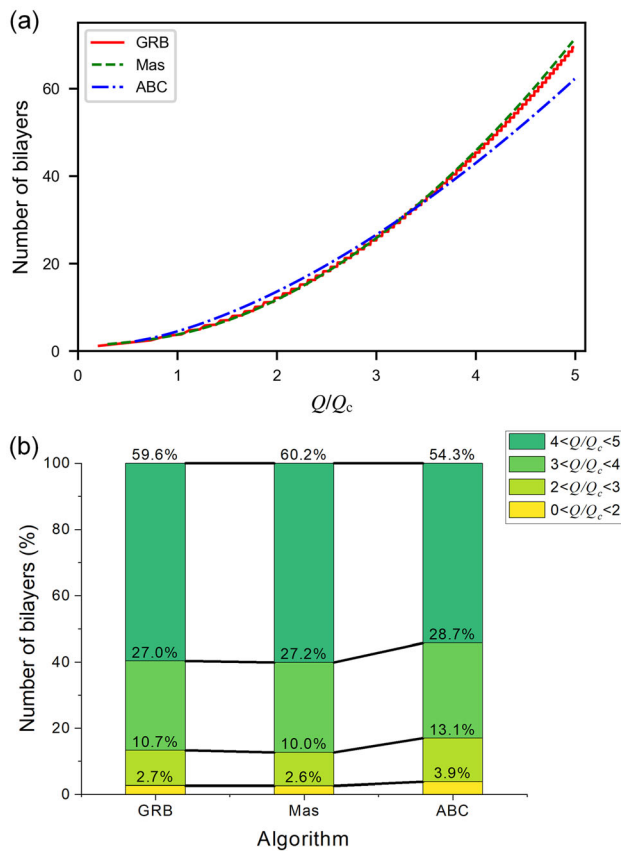 (a)
GRB
Mas
ABC
Number of bilayers
60
40
20
0
0 1 2 3 4 5
Q/Qc
(b)
4<Q/Qc<5
3<Q/Qc<4
2<Q/Qc<3
0<Q/Qc<2
59.6% 60.2% 54.3%
100
80
60
40
20
0
27.0% 27.2% 28.7%
10.7% 10.0% 13.1%
2.7% 2.6% 3.9%
Number of bilayers (%)
GRB Mas ABC
Algorithm